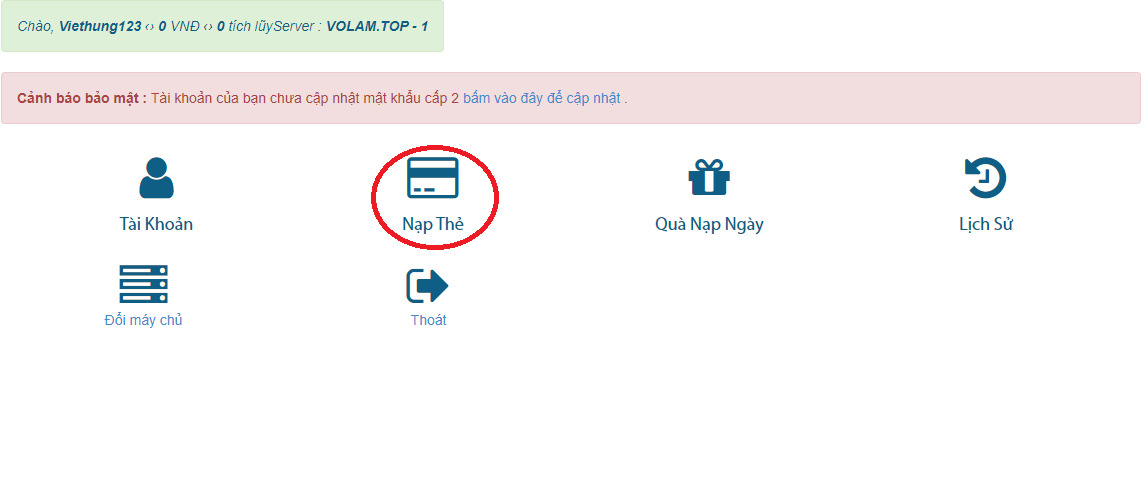 Chào, Viethung123 ‹› 0 VNĐ ‹› 0 tích lũyServer : VOLAM.TOP - 1
Cảnh báo bảo mật : Tài khoản của bạn chưa cập nhật mật khẩu cấp 2 bấm vào đây để cập nhật .
Tài Khoản
Nạp Thẻ
Quà Nạp Ngày
Lịch Sử
Đổi máy chủ
Thoát